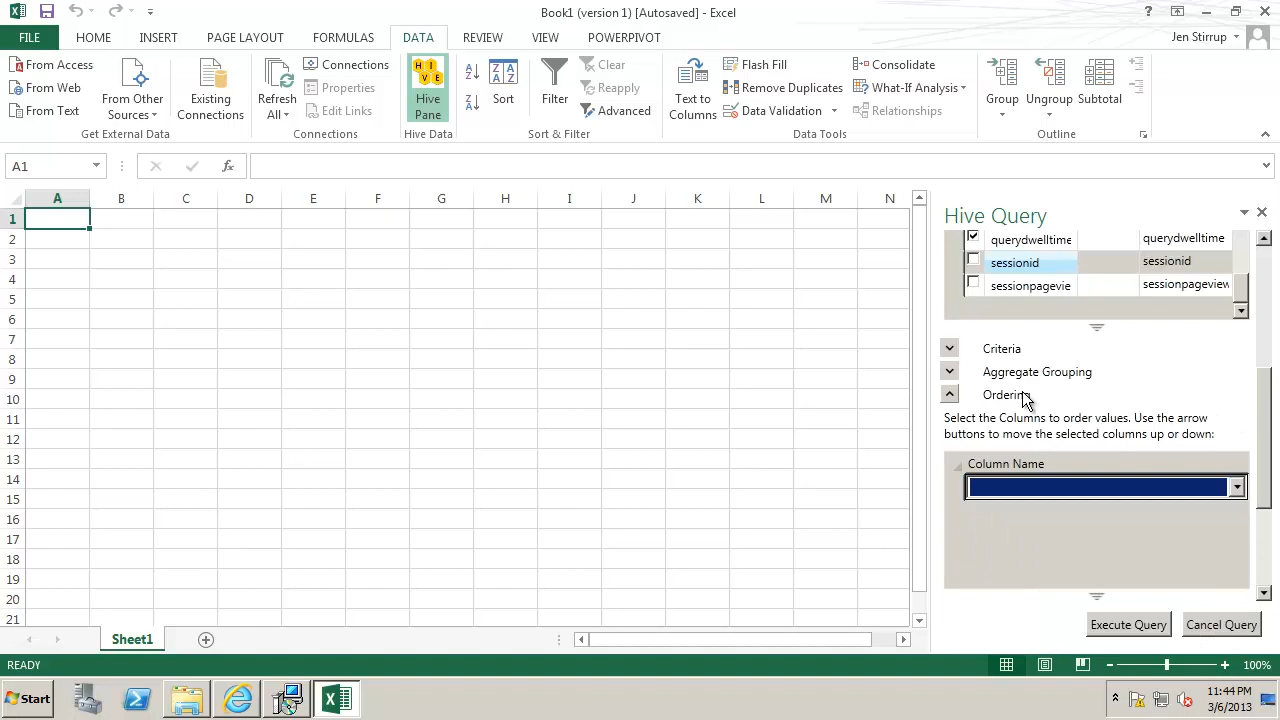 Book1 (version 1) [Autosaved] - Excel
FILE HOME INSERT PAGE LAYOUT FORMULAS DATA REVIEW VIEW POWERPIVOT Jen Stirrup
From Access
From Web
From Text
From Other
Sources
Existing
Connections
Get External Data
Refresh
All
Connections
Properties
Edit Links
Connections
HIVE
Hive
Pane
Hive Data
Sort
Filter
Clear
Reapply
Advanced
Sort & Filter
Text to
Columns
Flash Fill
Remove Duplicates
Data Validation
Consolidate
What-If Analysis
Relationships
Data Tools
Group
Ungroup
Subtotal
Outline
A1 fx
A B C D E F G H I J K L M N
1
2
3
4
5
6
7
8
9
10
11
12
13
14
15
16
17
18
19
20
21
Hive Query
querydwelltime querydwelltime
sessionid sessionid
sessionpagevie sessionpageview
Criteria
Aggregate Grouping
Ordering
Select the Columns to order values. Use the arrow
buttons to move the selected columns up or down:
Column Name
Execute Query Cancel Query
Sheet1
READY 100%
Start 11:44 PM
3/6/2013